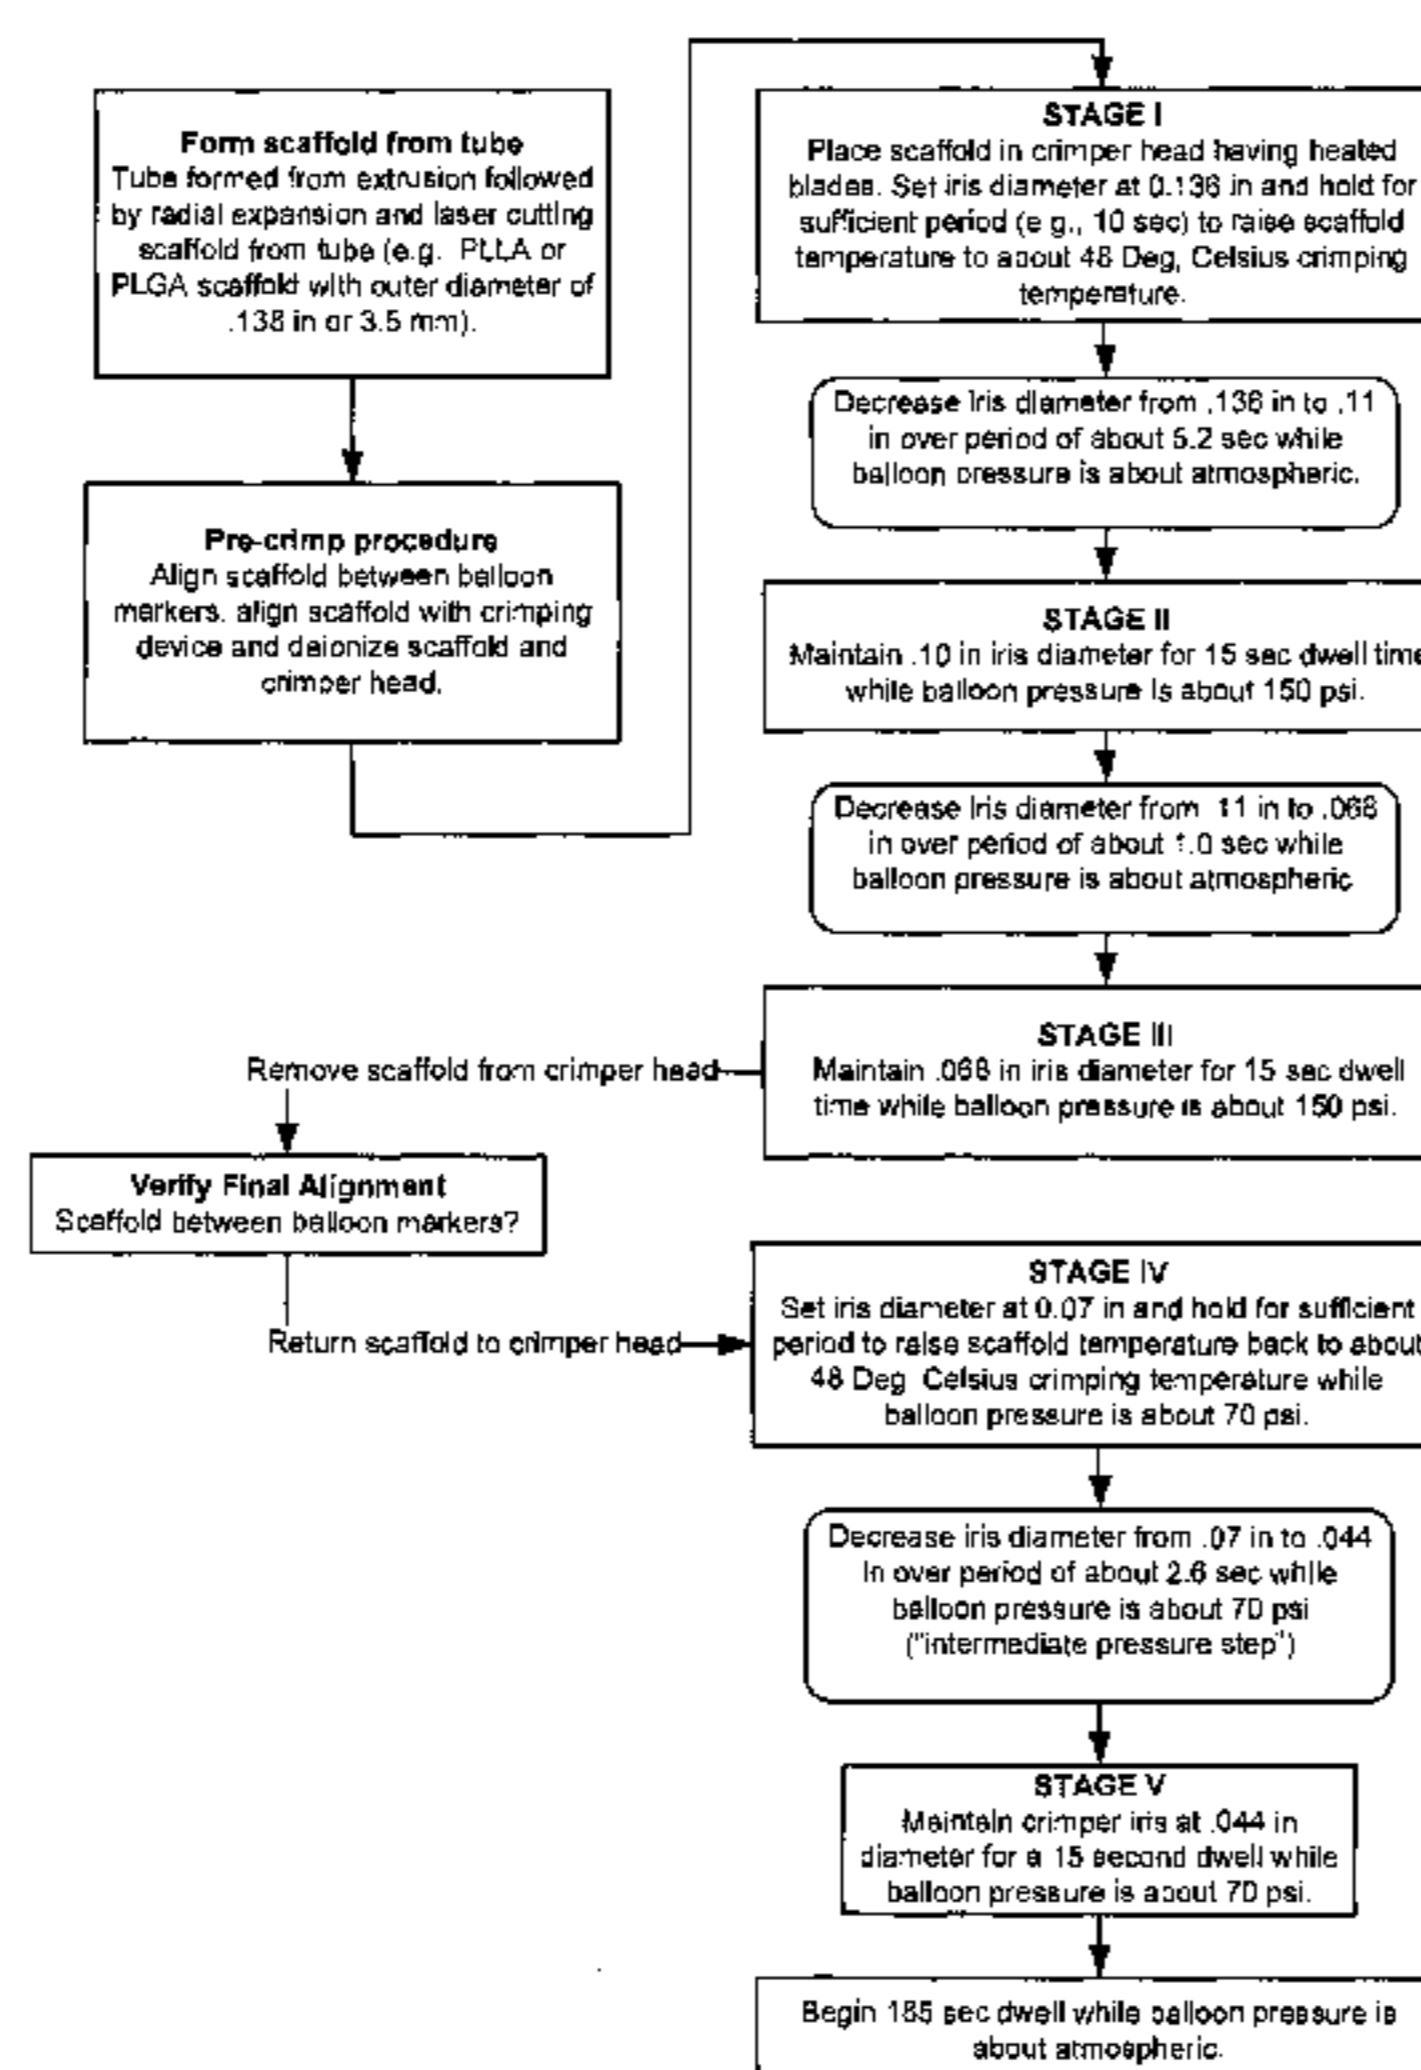 Form scaffold from tube
Tube formed from extrusion followed
by radial expansion and laser cutting
scaffold from tube (e.g. PLLA or
PLGA scaffold with outer diameter of
.138 in or 3.5 mm).
Pre-crimp procedure
Align scaffold between balloon
markers. align scaffold with crimping
device and deionize scaffold and
crimper head.
STAGE I
Place scaffold in crimper head having heated
blades. Set iris diameter at 0.136 in and hold for
sufficient period (e g., 10 sec) to raise scaffold
temperature to about 48 Deg, Celsius crimping
temperature.
Decrease Iris diameter from .136 in to .11
in over period of about 5.2 sec while
balloon pressure is about atmospheric.
STAGE II
Maintain .10 in iris diameter for 15 sec dwell time
while balloon pressure is about 150 psi.
Decrease Iris diameter from .11 in to .068
in over period of about 1.0 sec while
balloon pressure is about atmospheric
STAGE III
Maintain .068 in iris diameter for 15 sec dwell
time while balloon pressure is about 150 psi.
Remove scaffold from crimper head
Verify Final Alignment
Scaffold between balloon markers?
Return scaffold to crimper head
STAGE IV
Set iris diameter at 0.07 in and hold for sufficient
period to raise scaffold temperature back to about
48 Deg Celsius crimping temperature while
balloon pressure is about 70 psi.
Decrease iris diameter from .07 in to .044
In over period of about 2.6 sec while
balloon pressure is about 70 psi
("intermediate pressure step")
STAGE V
Maintain crimper iris at .044 in
diameter for a 15 second dwell while
balloon pressure is about 70 psi.
Begin 185 sec dwell while balloon pressure is
about atmospheric.